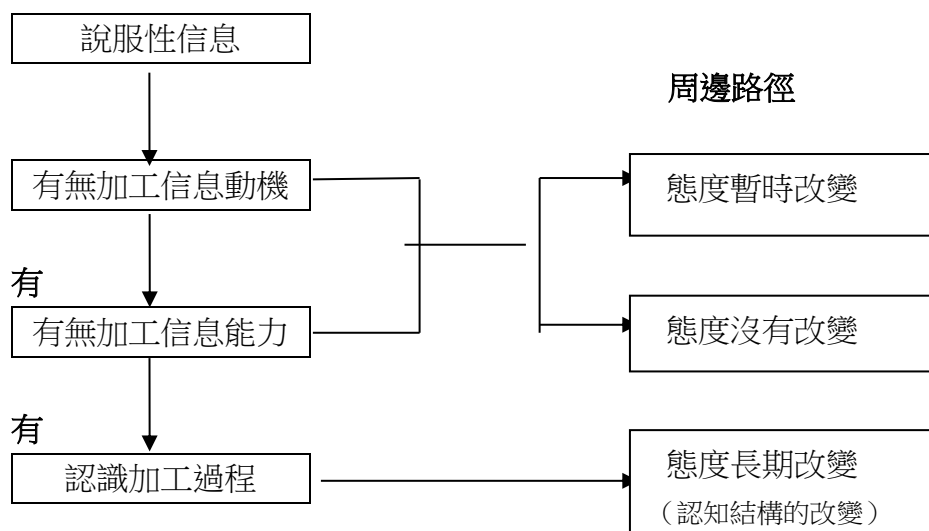 說服性信息
周邊路徑
有無加工信息動機
態度暫時改變
有
有無加工信息能力
態度沒有改變
有
認識加工過程
態度長期改變
（認知結構的改變）